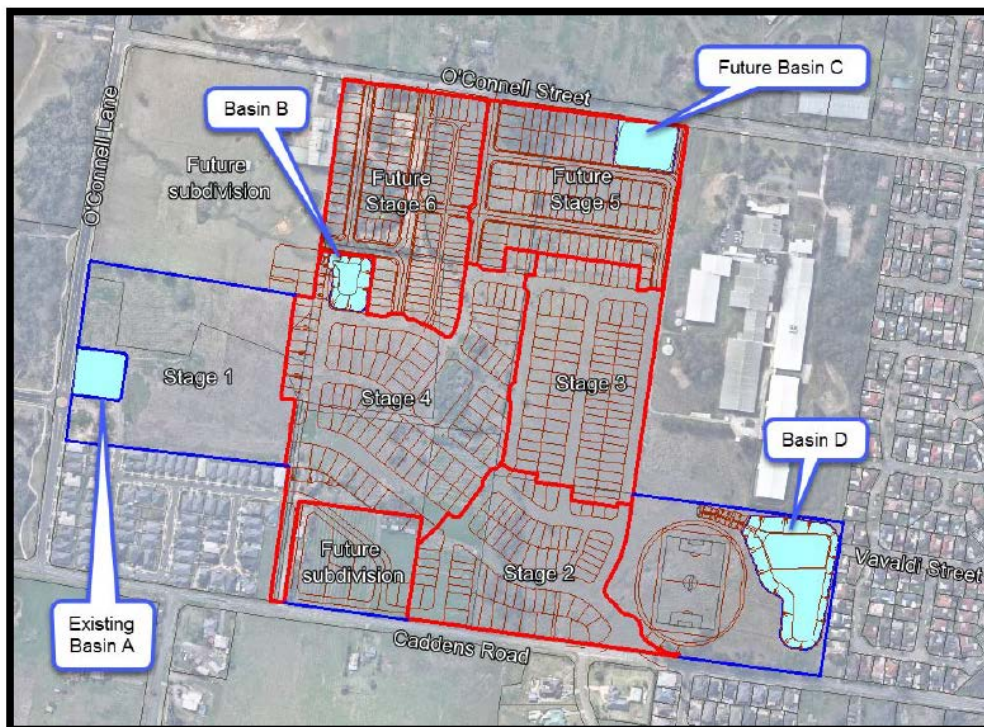 O'Connell Street
Future Basin C
Basin B
O'Connell Lane
Future
subdivision
Future
Stage 6
Future
Stage 5
Stage 1
Stage 4
Stage 3
Basin D
Future
subdivision
Stage 2
Vavaldi Street
Existing
Basin A
Caddens Road